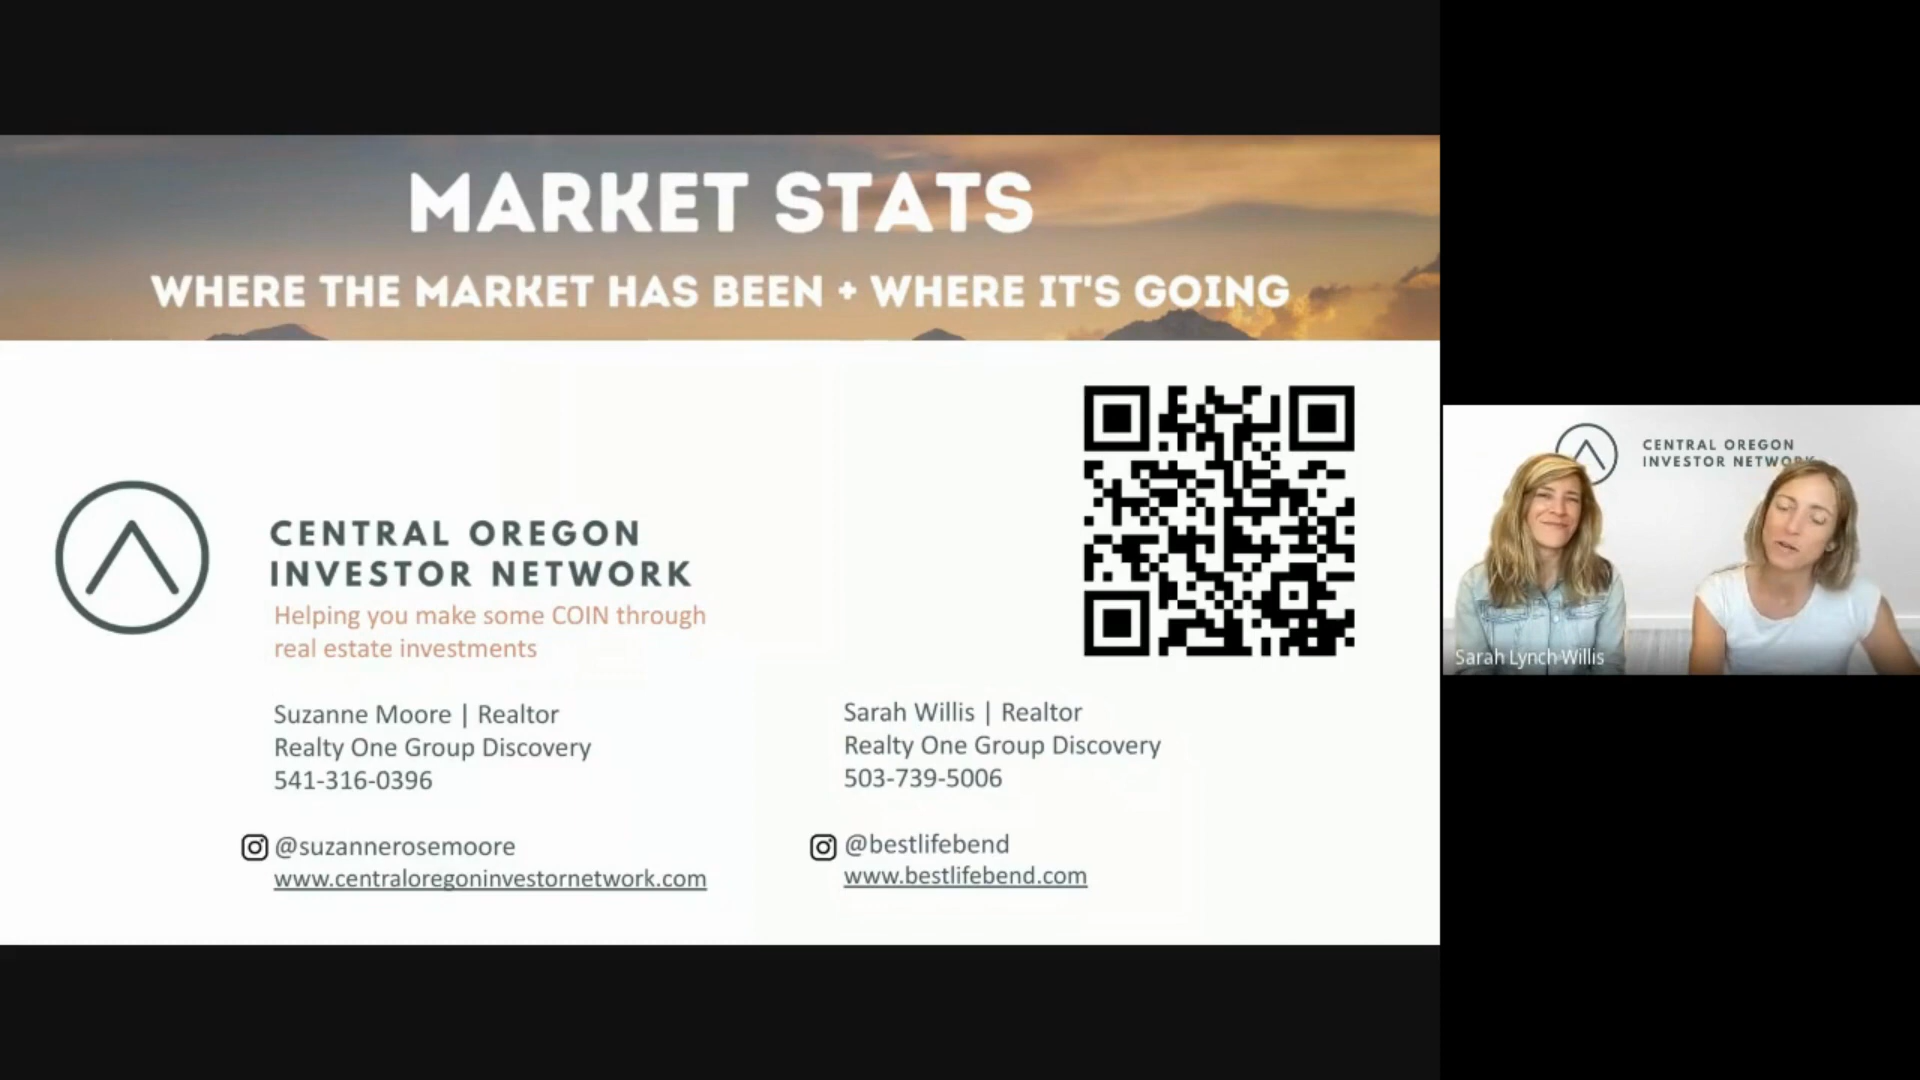 MARKET STATS
WHERE THE MARKET HAS BEEN + WHERE IT'S GOING
CENTRAL OREGON
INVESTOR NETWORK
Helping you make some COIN through
real estate investments
Suzanne Moore | Realtor
Realty One Group Discovery
541-316-0396
@suzannerosemoore
www.centraloregoninvestornetwork.com
Sarah Willis | Realtor
Realty One Group Discovery
503-739-5006
@bestlifebend
www.bestlifebend.com
CENTRAL OREGON
INVESTOR NETWORK
Sarah Lynch Willis